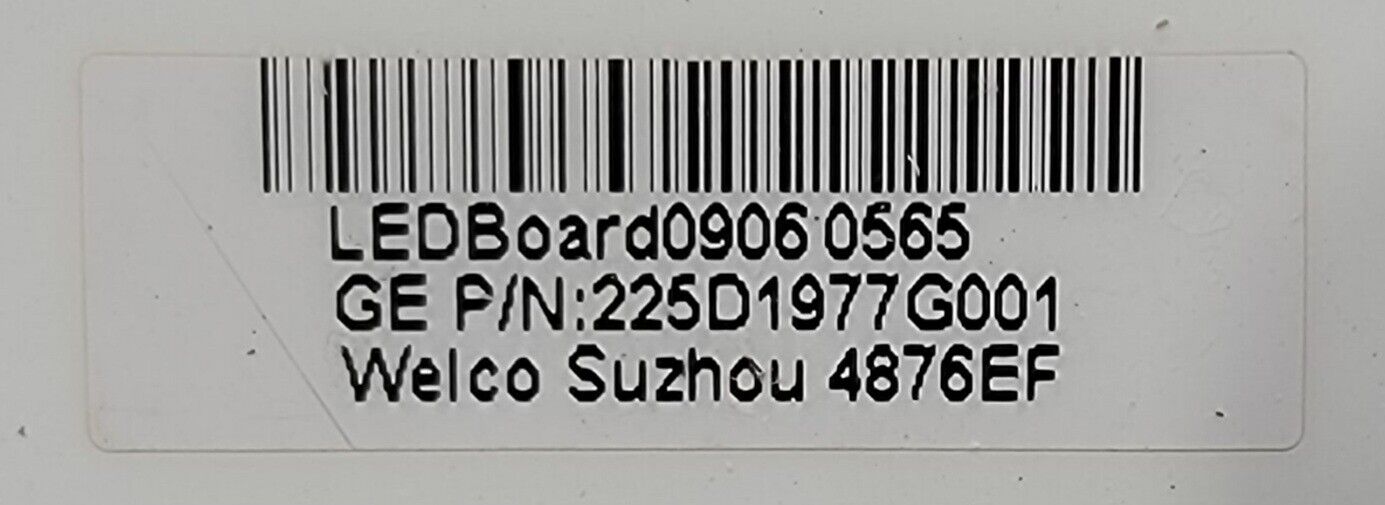 LEDBoard0906 0565
GE P/N:225D1977G001
Welco Suzhou 4876EF